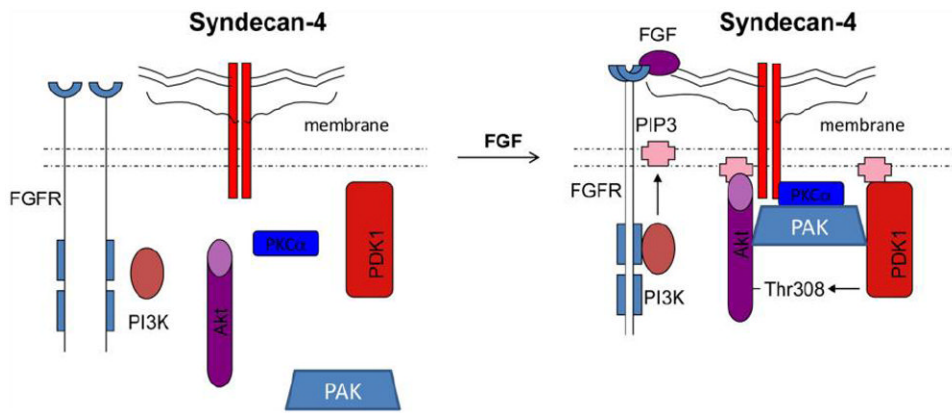 Syndecan-4
membrane
FGFR
PI3K
Akt
PKCα
PDK1
PAK
FGF
Syndecan-4
FGF
PIP3
membrane
FGFR
PI3K
Akt
PKCα
PAK
PDK1
Thr308